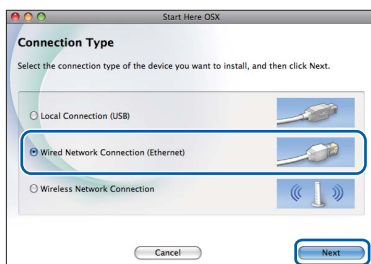 Start Here OSX
Connection Type
Select the connection type of the device you want to install, and then click Next.
Local Connection (USB)
Wired Network Connection (Ethernet)
Wireless Network Connection
Cancel
Next